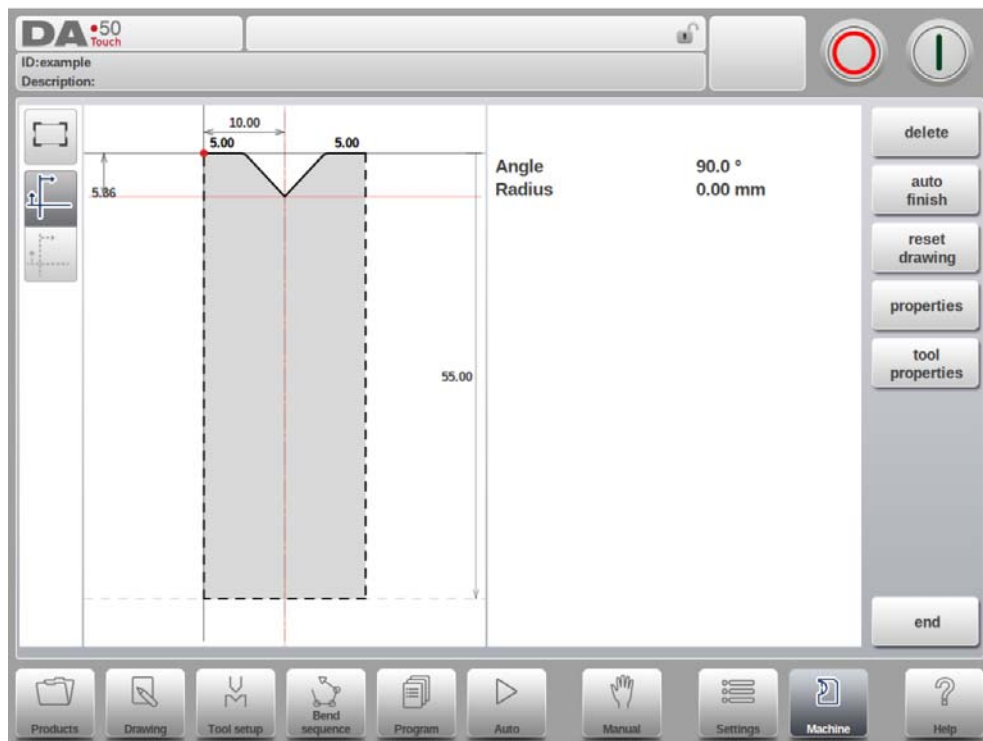 DA•50
Touch
ID:example
Description:
10.00
5.00
5.00
5.86
55.00
Angle 90.0 °
Radius 0.00 mm
delete
auto
finish
reset
drawing
properties
tool
properties
end
Products
Drawing
Tool setup
Bend
sequence
Program
Auto
Manual
Settings
Machine
Help